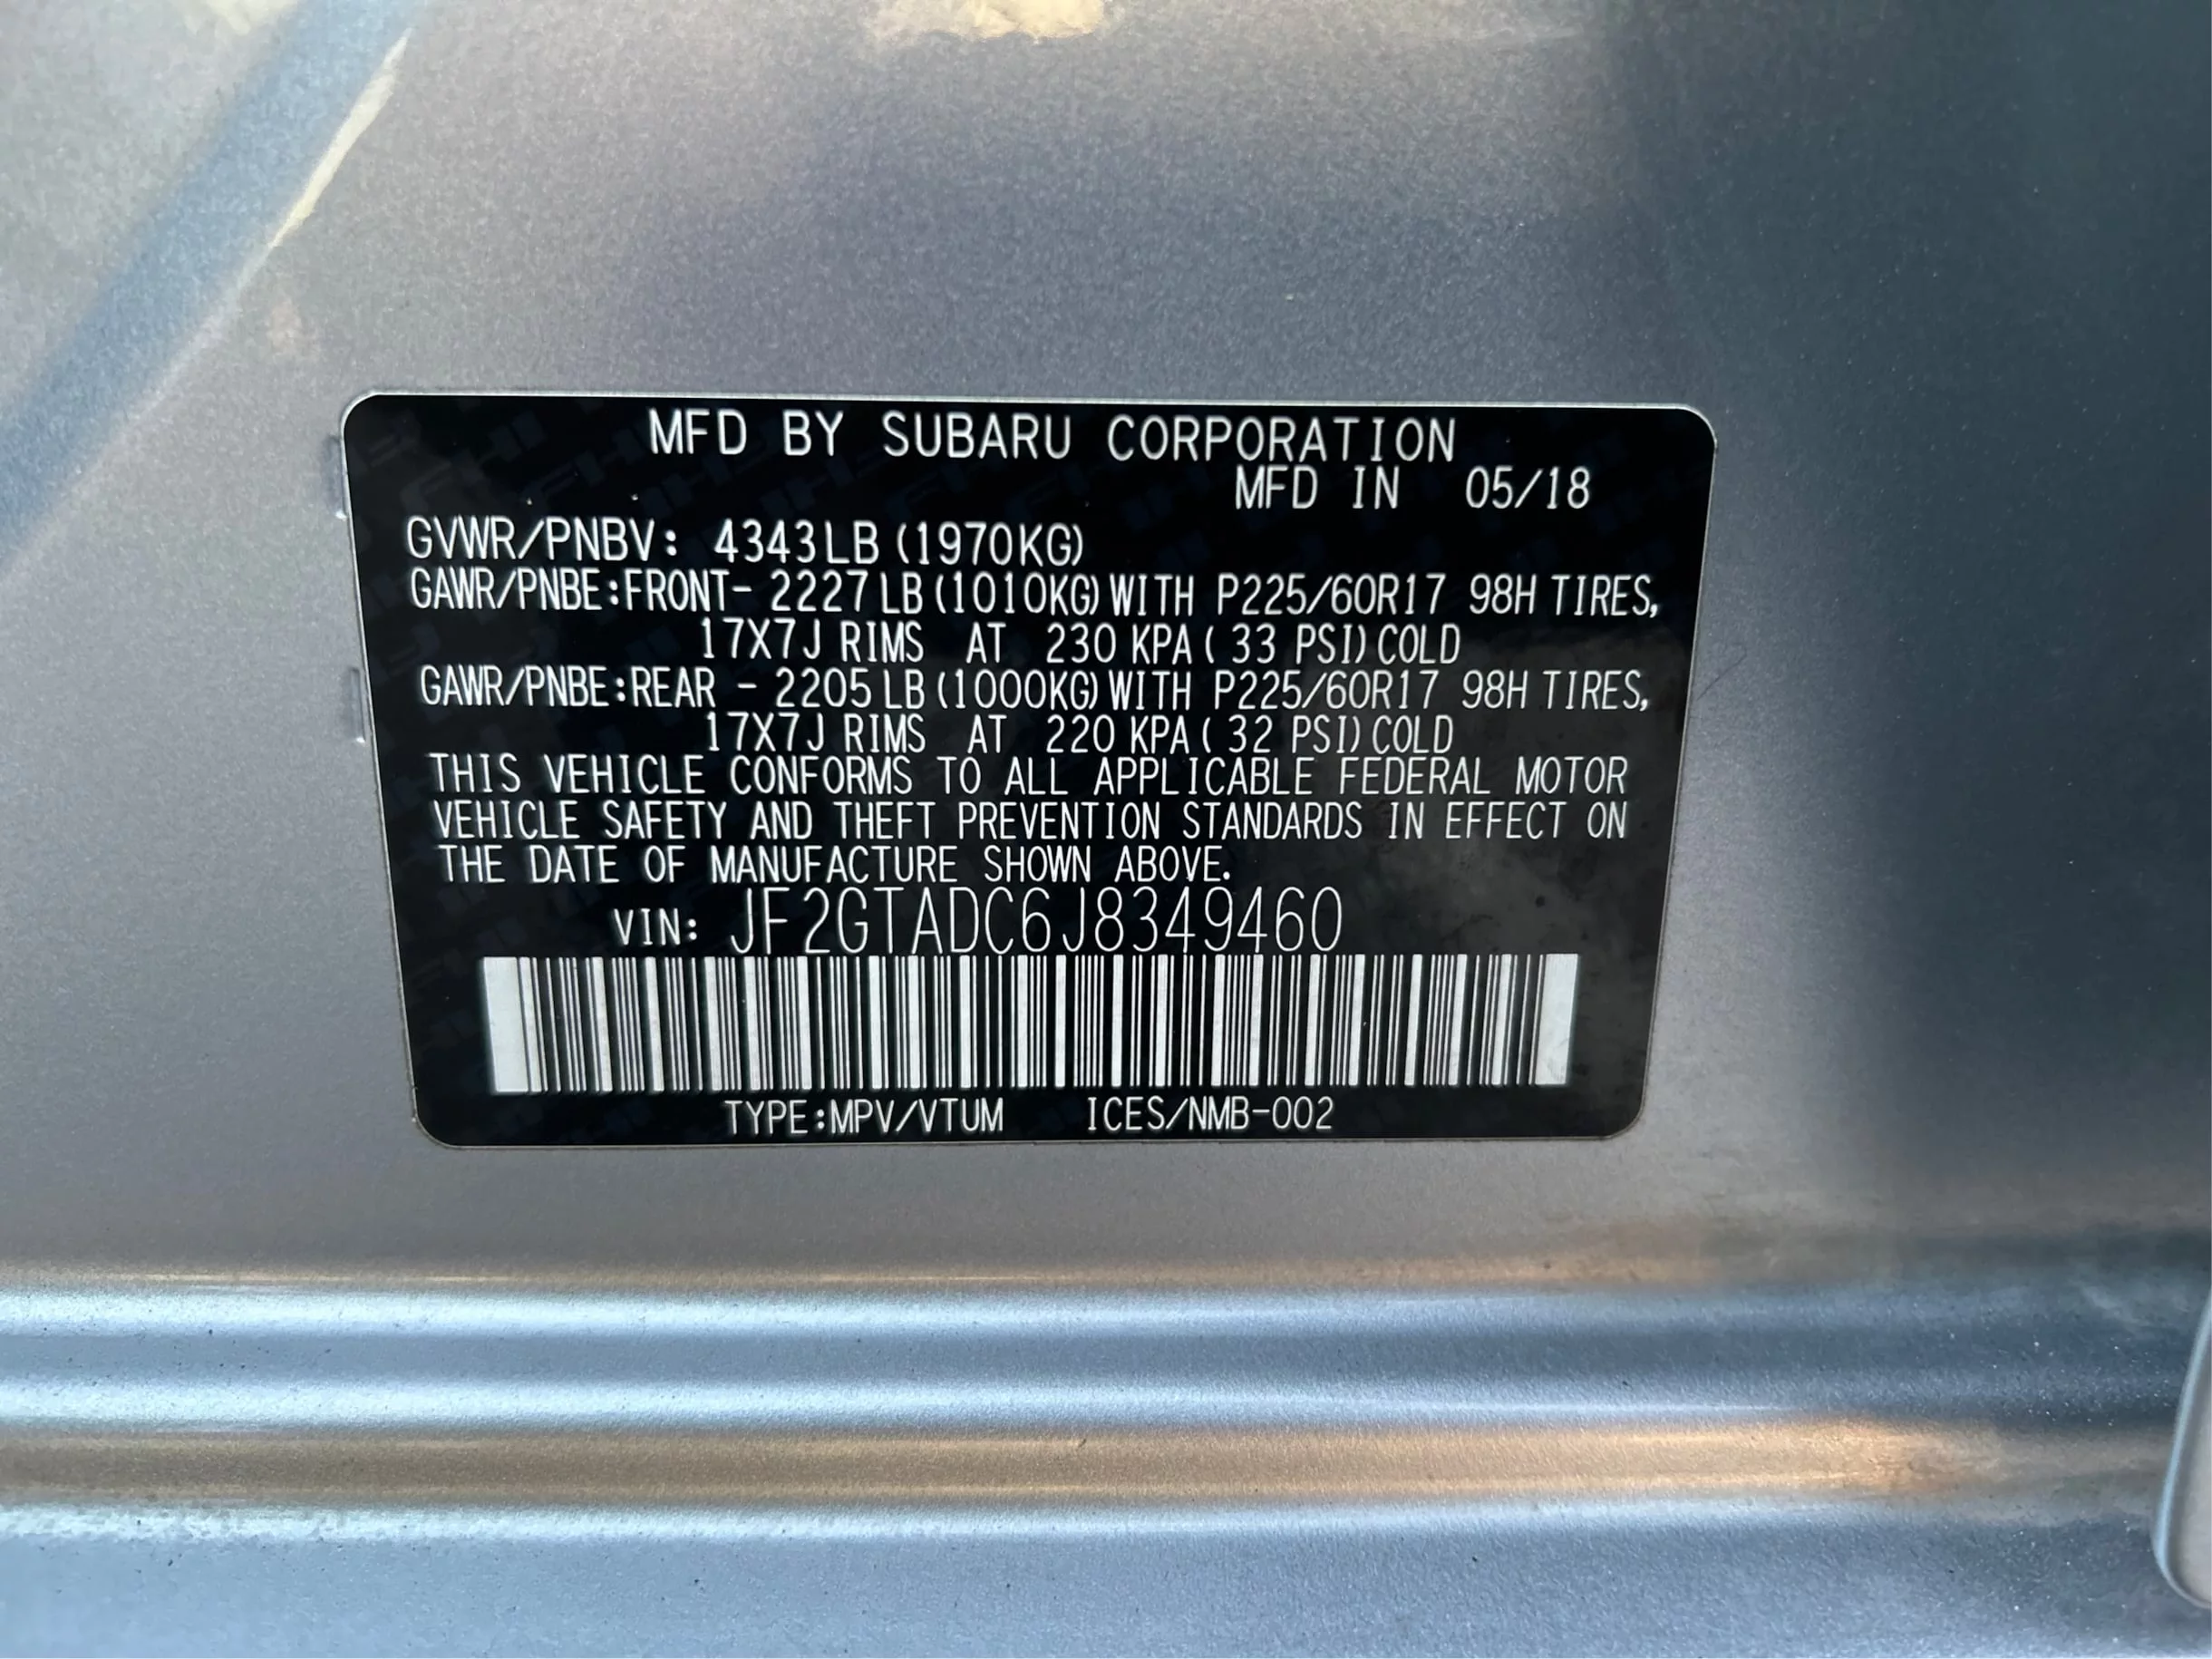 MFD BY SUBARU CORPORATION
MFD IN 05/18
GVWR/PNBV: 4343LB (1970KG)
GAWR/PNBE:FRONT- 2227LB (1010KG) WITH P225/60R17 98H TIRES,
17X7J RIMS AT 230 KPA ( 33 PSI) COLD
GAWR/PNBE:REAR - 2205LB (1000KG) WITH P225/60R17 98H TIRES,
17X7J RIMS AT 220 KPA ( 32 PSI) COLD
THIS VEHICLE CONFORMS TO ALL APPLICABLE FEDERAL MOTOR
VEHICLE SAFETY AND THEFT PREVENTION STANDARDS IN EFFECT ON
THE DATE OF MANUFACTURE SHOWN ABOVE.
VIN: JF2GTADC6J8349460
TYPE:MPV/VTUM ICES/NMB-002